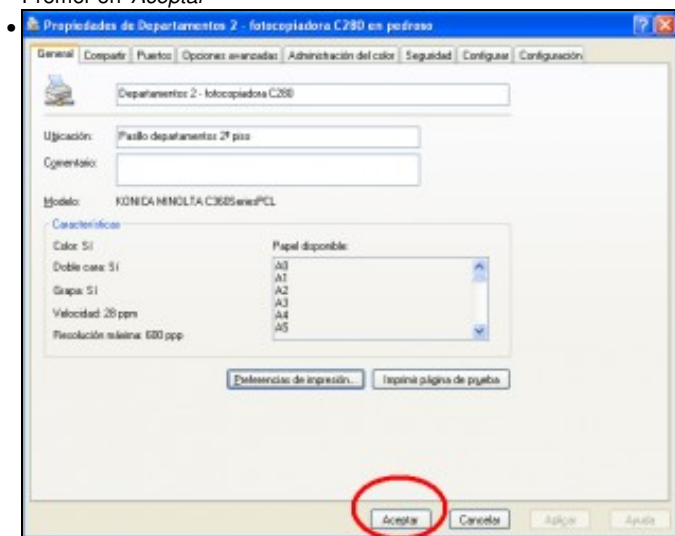 Premer en "Aceptar"
Propiedades de Departamentos 2 - fotocopiadora C280 en pedroso
General Compartir Puertos Opciones avanzadas Administración del color Seguridad Configurar Configuración
Departamentos 2 - fotocopiadora C280
Ubicación: Pasillo departamentos 2º piso
Comentario:
Modelo: KONICA MINOLTA C360SeriesPCL
Características
Color: Sí
Papel disponible:
Doble cara: Sí
A0
A1
Grapa: Sí
A2
A3
Velocidad: 28 ppm
A4
A5
Resolución máxima: 600 ppp
Preferencias de impresión... Imprimir página de prueba
Aceptar Cancelar Aplicar Ayuda